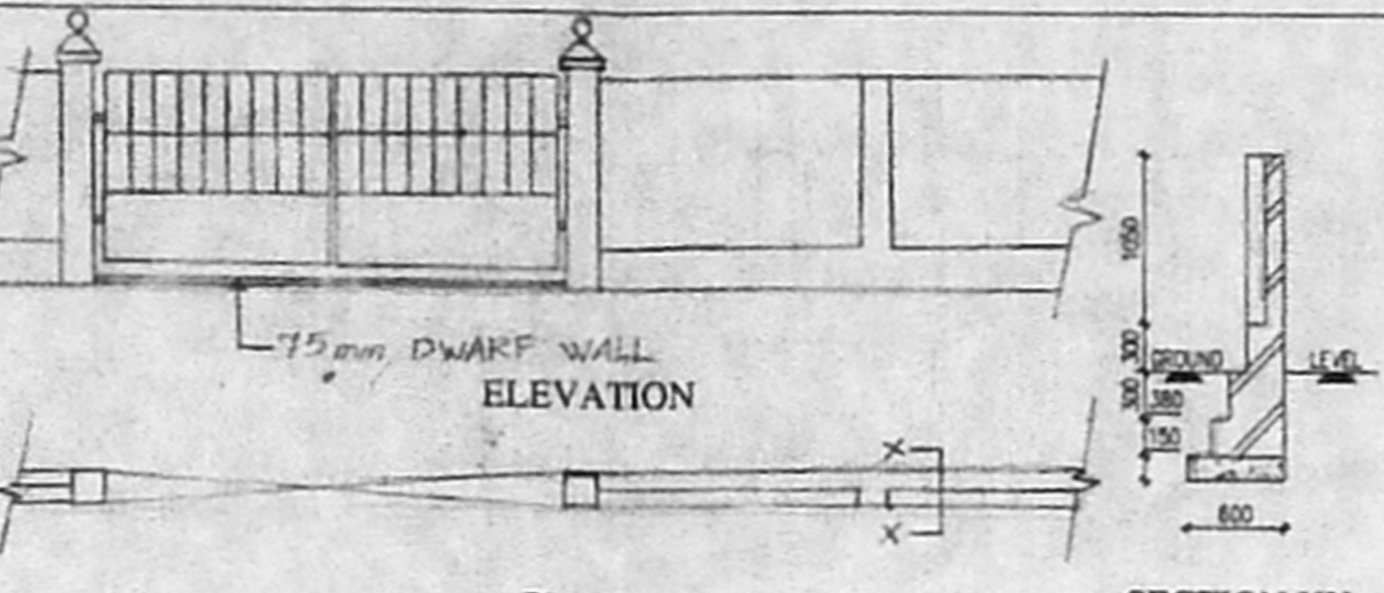 75mm DWARF WALL
ELEVATION
X
X
1050
300
GROUND LEVEL
300
380
150
600